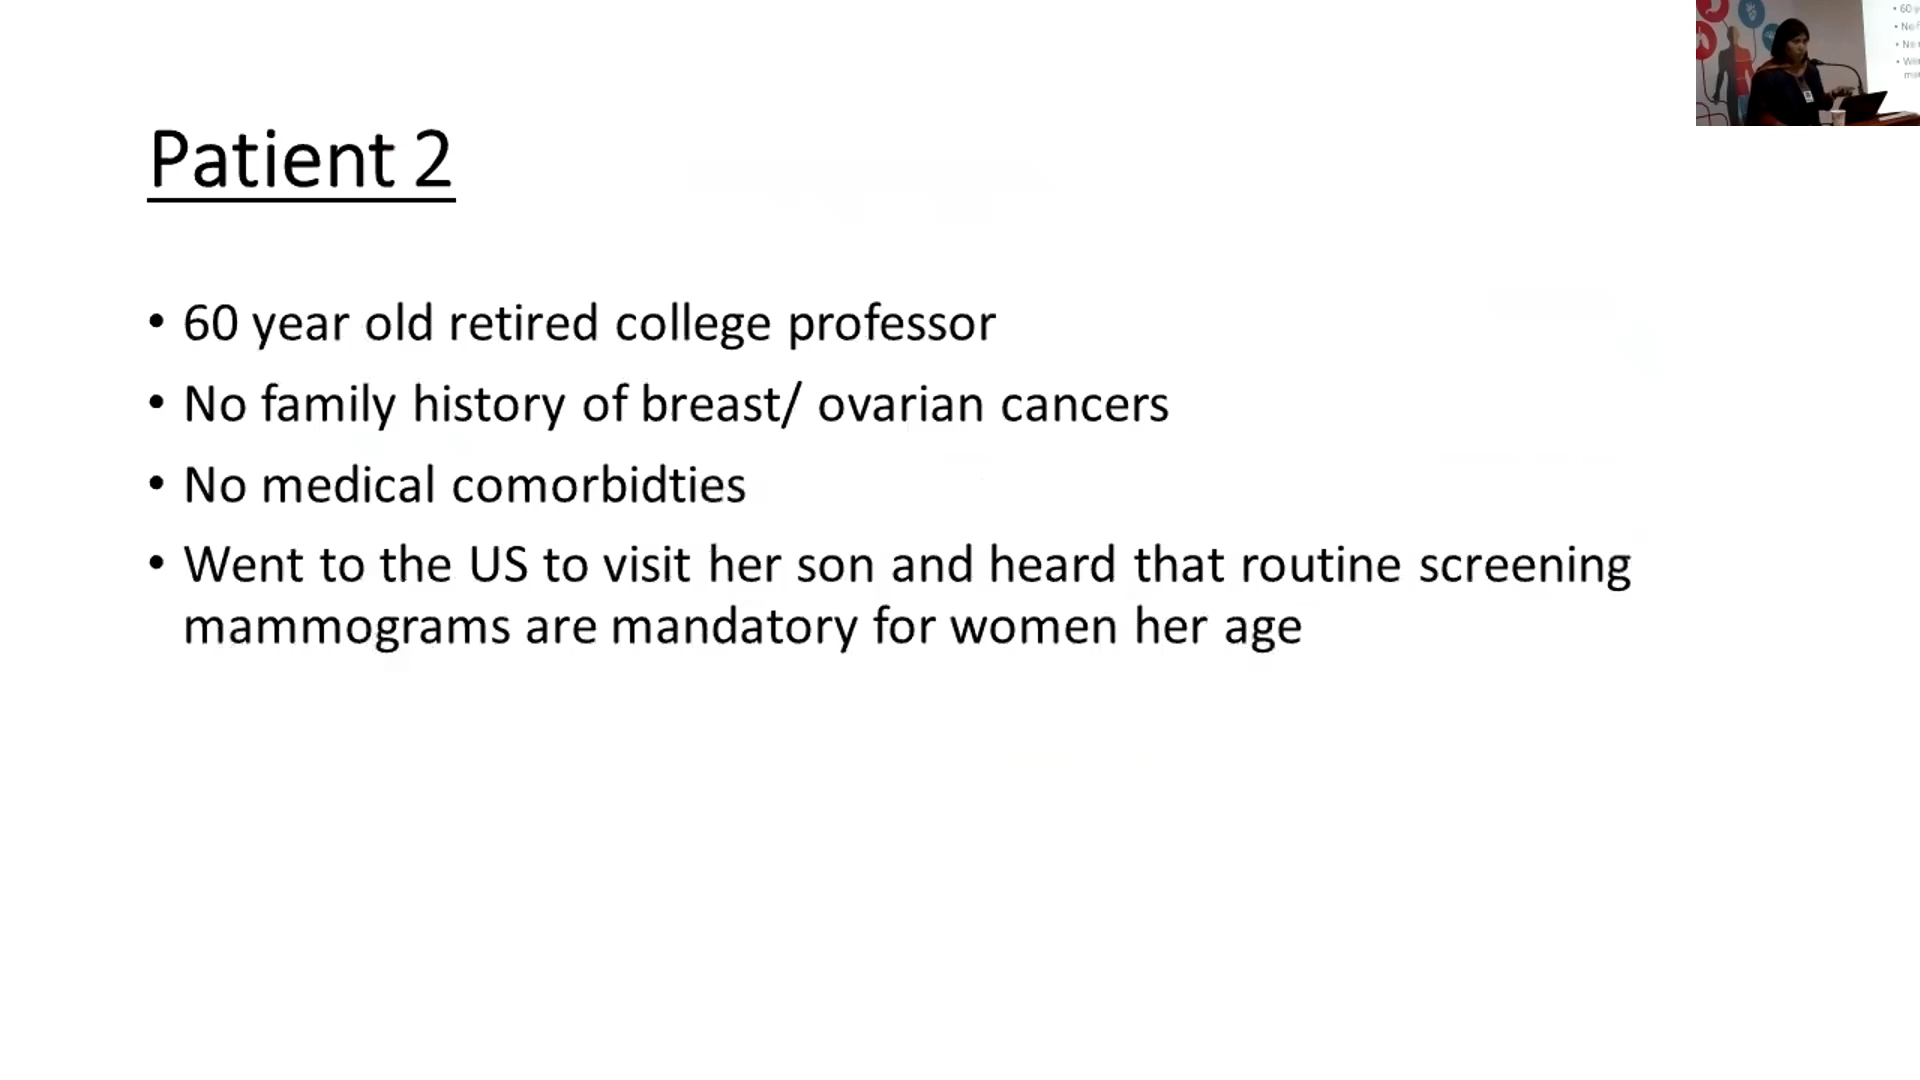 Patient 2
• 60 year old retired college professor
• No family history of breast/ ovarian cancers
• No medical comorbidties
• Went to the US to visit her son and heard that routine screening
mammograms are mandatory for women her age
• 60
• No